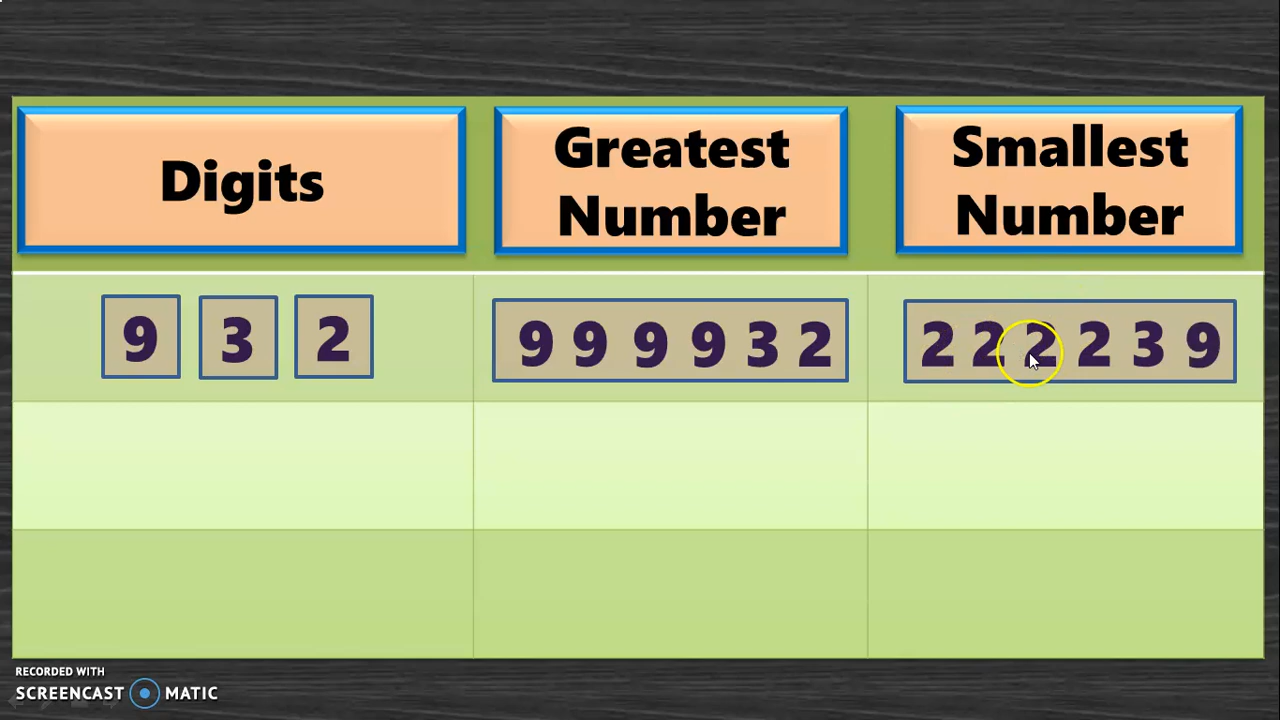 Digits
Greatest
Number
Smallest
Number
9 3 2
9 9 9 9 3 2
2 2 2 2 3 9
RECORDED WITH
SCREENCAST MATIC